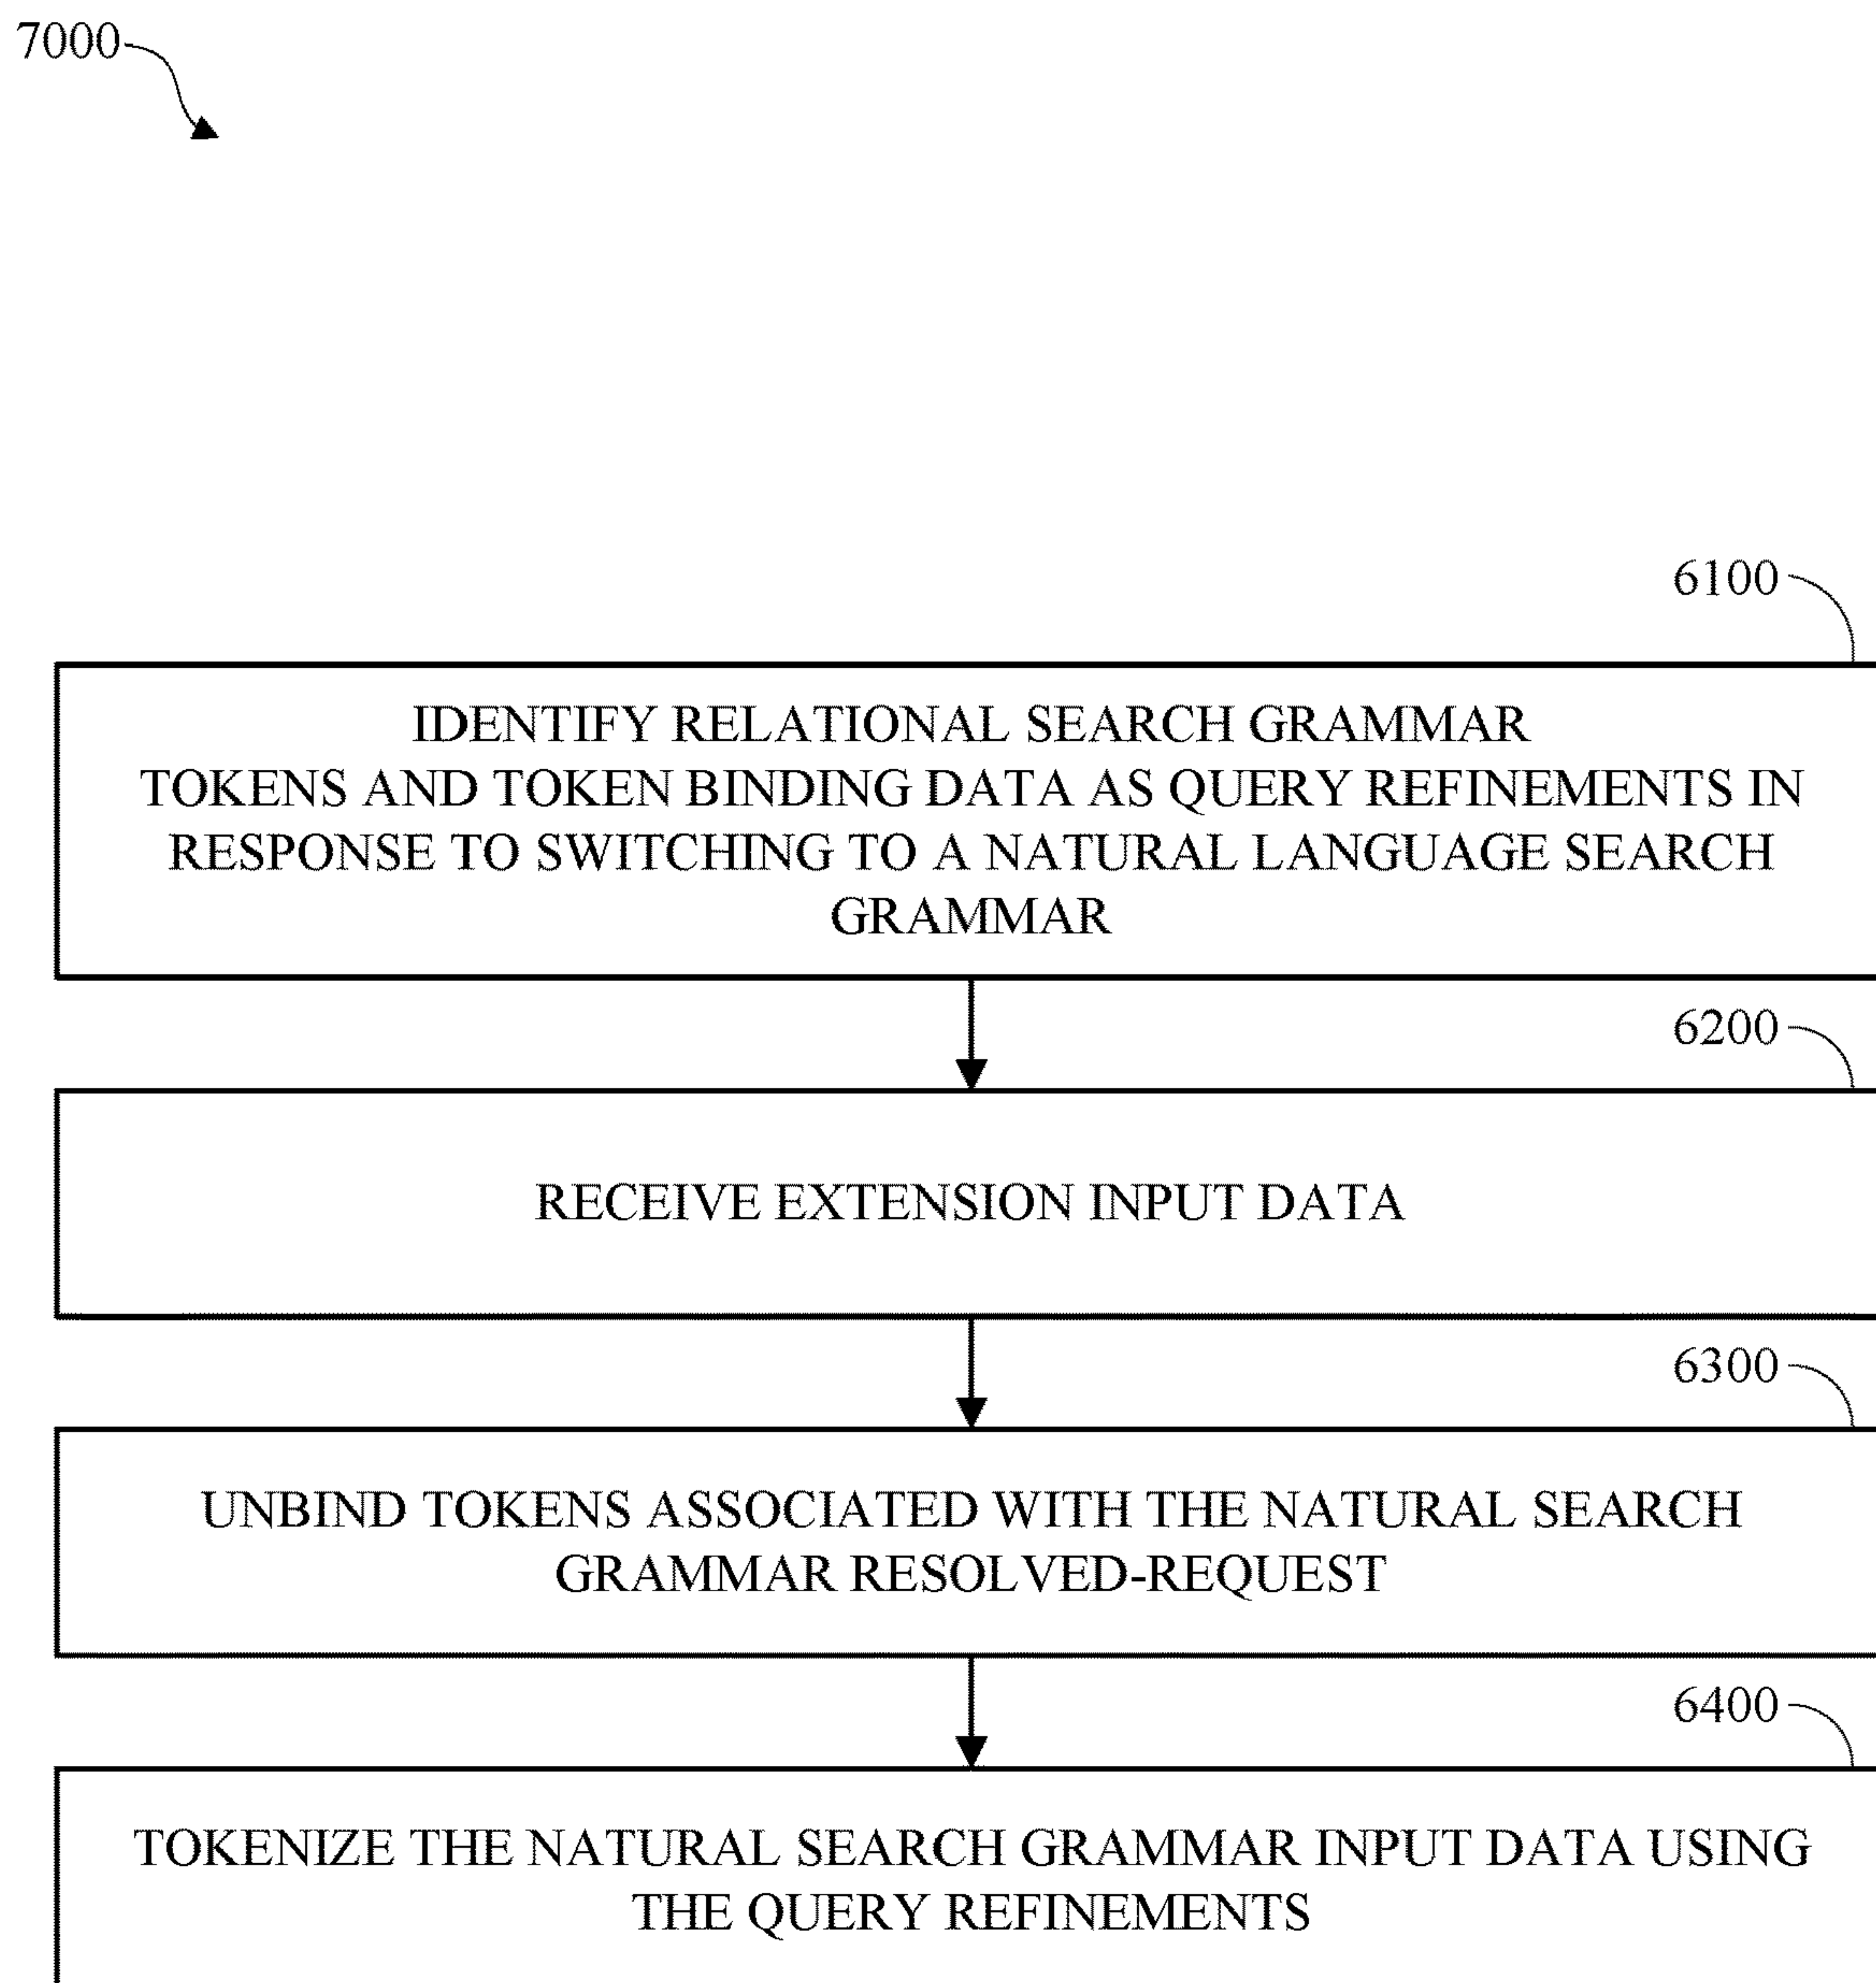 7000
6100
IDENTIFY RELATIONAL SEARCH GRAMMAR
TOKENS AND TOKEN BINDING DATA AS QUERY REFINEMENTS IN
RESPONSE TO SWITCHING TO A NATURAL LANGUAGE SEARCH
GRAMMAR
6200
RECEIVE EXTENSION INPUT DATA
6300
UNBIND TOKENS ASSOCIATED WITH THE NATURAL SEARCH
GRAMMAR RESOLVED-REQUEST
6400
TOKENIZE THE NATURAL SEARCH GRAMMAR INPUT DATA USING
THE QUERY REFINEMENTS